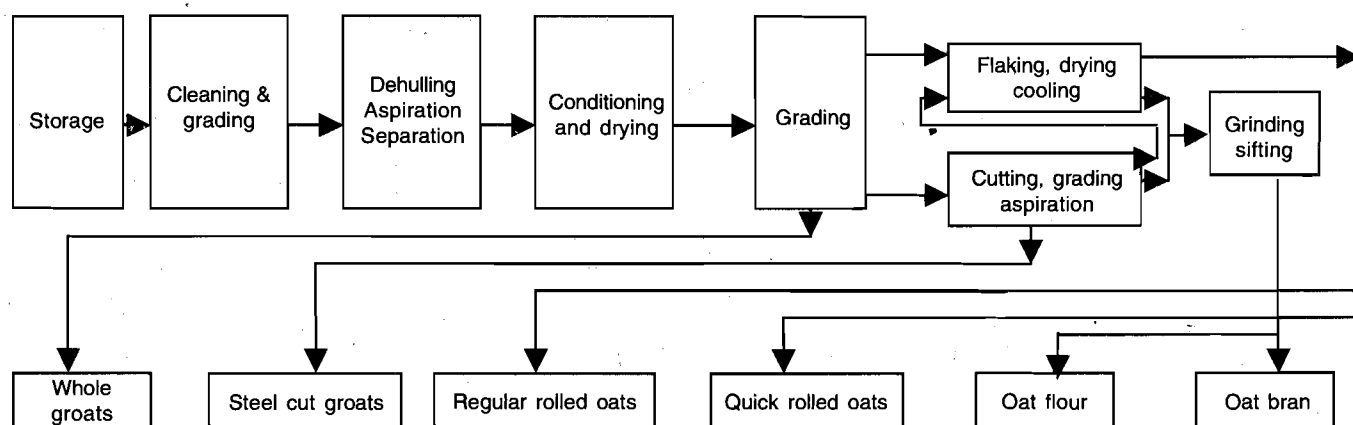 Storage
Cleaning &
grading
Dehulling
Aspiration
Separation
Conditioning
and drying
Grading
Flaking, drying
cooling
Cutting, grading
aspiration
Grinding
sifting
Whole
groats
Steel cut groats
Regular rolled oats
Quick rolled oats
Oat flour
Oat bran